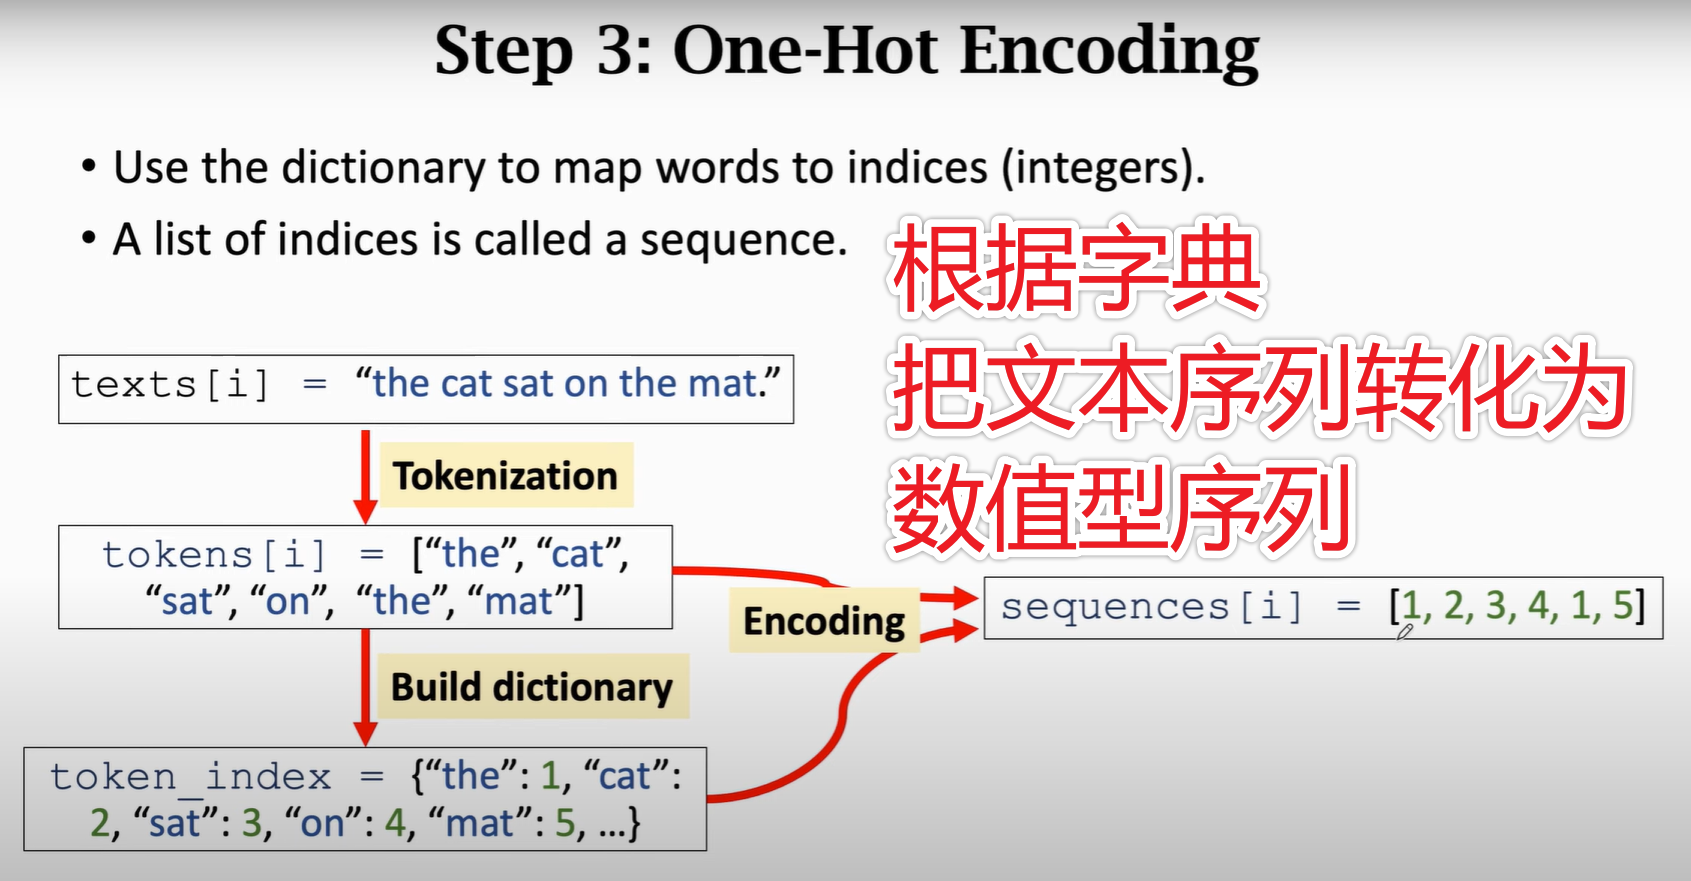 Step 3: One-Hot Encoding
• Use the dictionary to map words to indices (integers).
• A list of indices is called a sequence.
根据字典
把文本序列转化为
数值型序列
texts[i] = “the cat sat on the mat.”
Tokenization
tokens[i] = [“the”, “cat”,
“sat”, “on”, “the”, “mat”]
Encoding
sequences[i] = [1, 2, 3, 4, 1, 5]
Build dictionary
token_index = {“the”: 1, “cat”:
2, “sat”: 3, “on”: 4, “mat”: 5, ...}